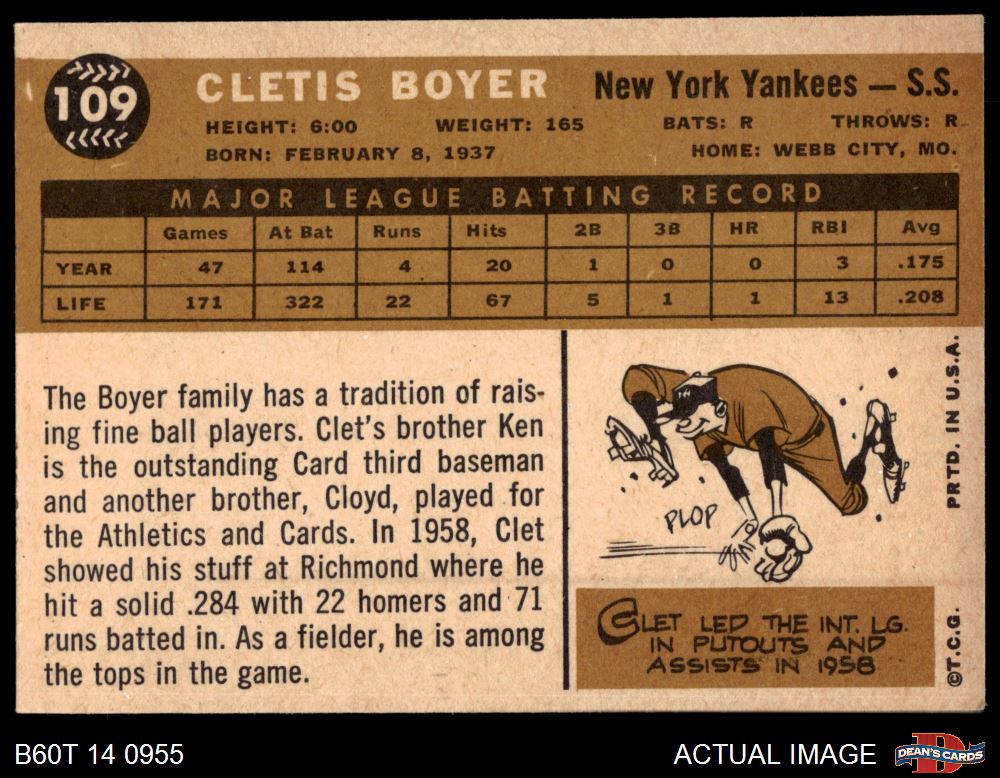 109
CLETIS BOYER
New York Yankees — S.S.
HEIGHT: 6:00 WEIGHT: 165 BATS: R THROWS: R
BORN: FEBRUARY 8, 1937 HOME: WEBB CITY, MO.
MAJOR LEAGUE BATTING RECORD
Games At Bat Runs Hits 2B 3B HR RBI Avg
YEAR 47 114 4 20 1 0 0 3 .175
LIFE 171 322 22 67 5 1 1 13 .208
The Boyer family has a tradition of rais-
ing fine ball players. Clet's brother Ken
is the outstanding Card third baseman
and another brother, Cloyd, played for
the Athletics and Cards. In 1958, Clet
showed his stuff at Richmond where he
hit a solid .284 with 22 homers and 71
runs batted in. As a fielder, he is among
the tops in the game.
PLOP
CLET LED THE INT. LG.
IN PUTOUTS AND
ASSISTS IN 1958
©T.C.G. PRTD. IN U.S.A.
B60T 14 0955
ACTUAL IMAGE
DEAN'S CARDS